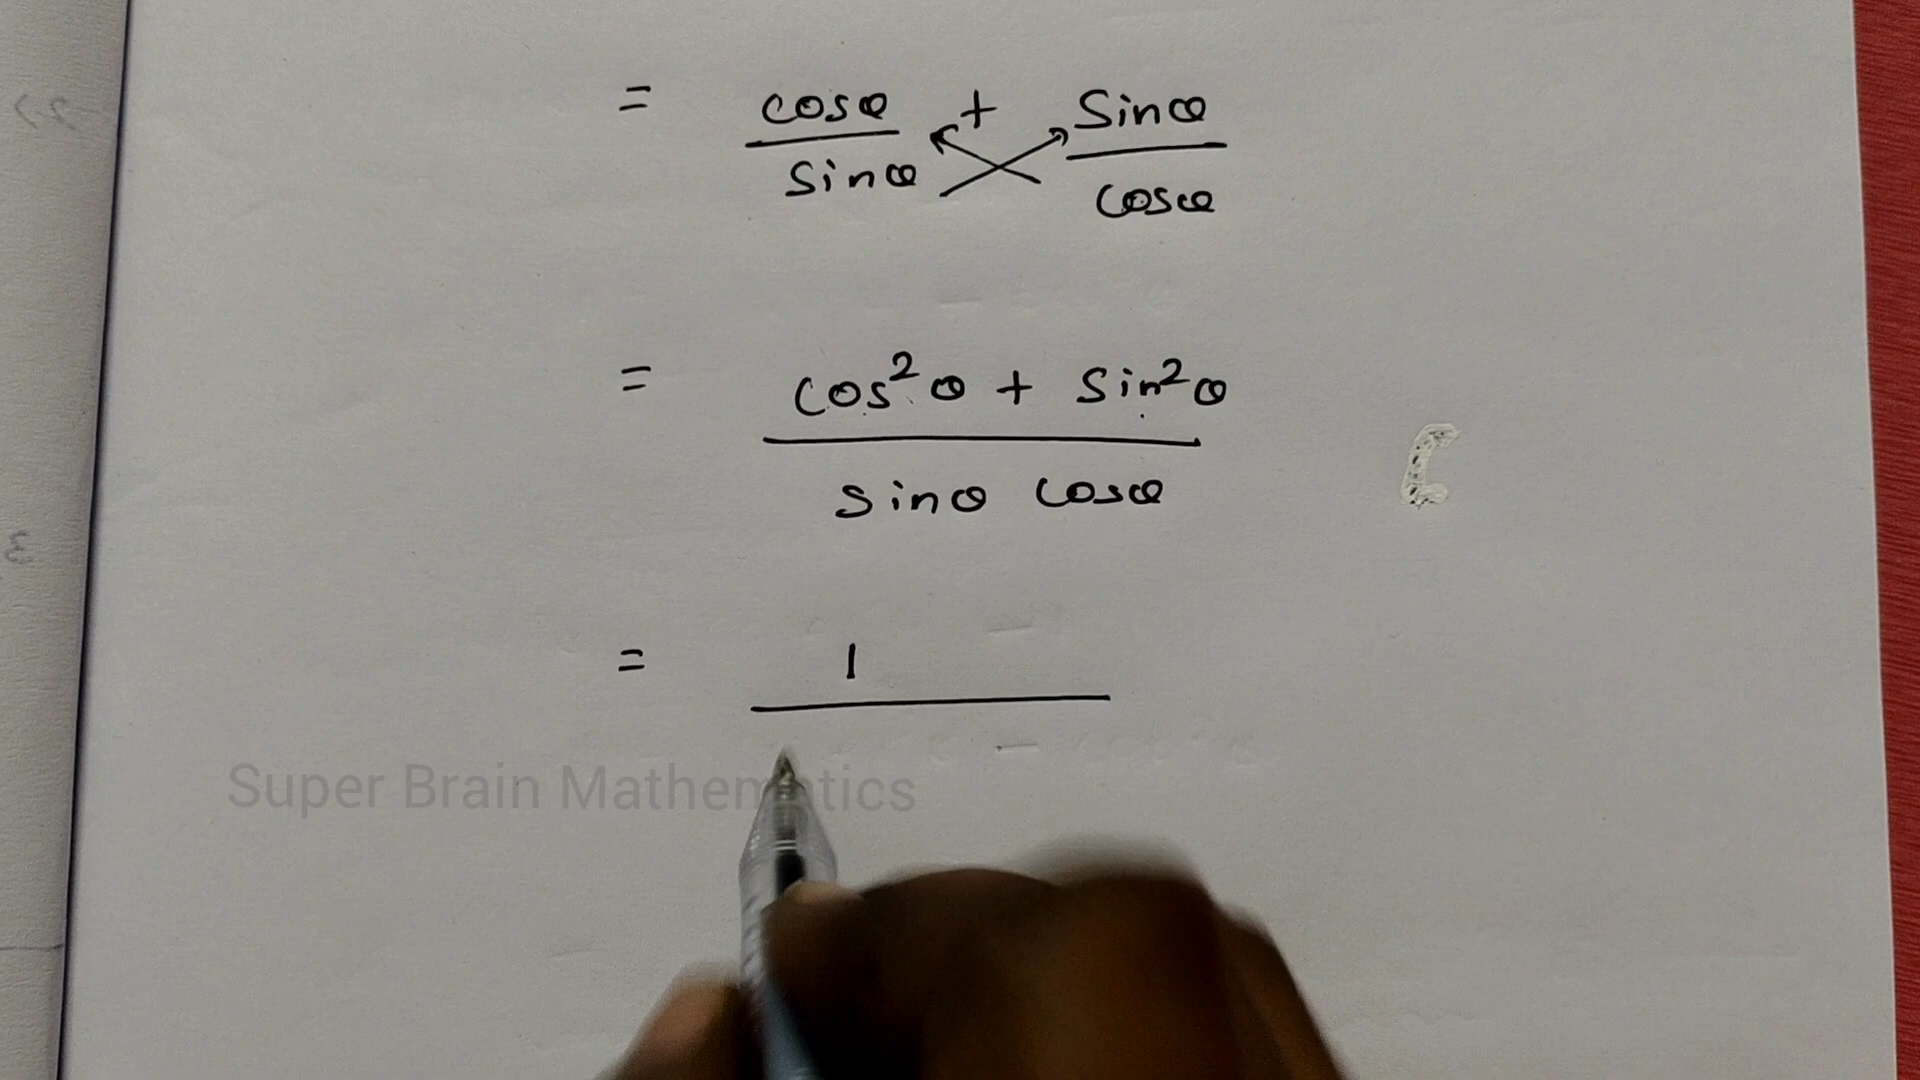 = cosθ/sinθ + sinθ/cosθ
= cos²θ + sin²θ / sinθ cosθ
= 1
Super Brain Mathematics